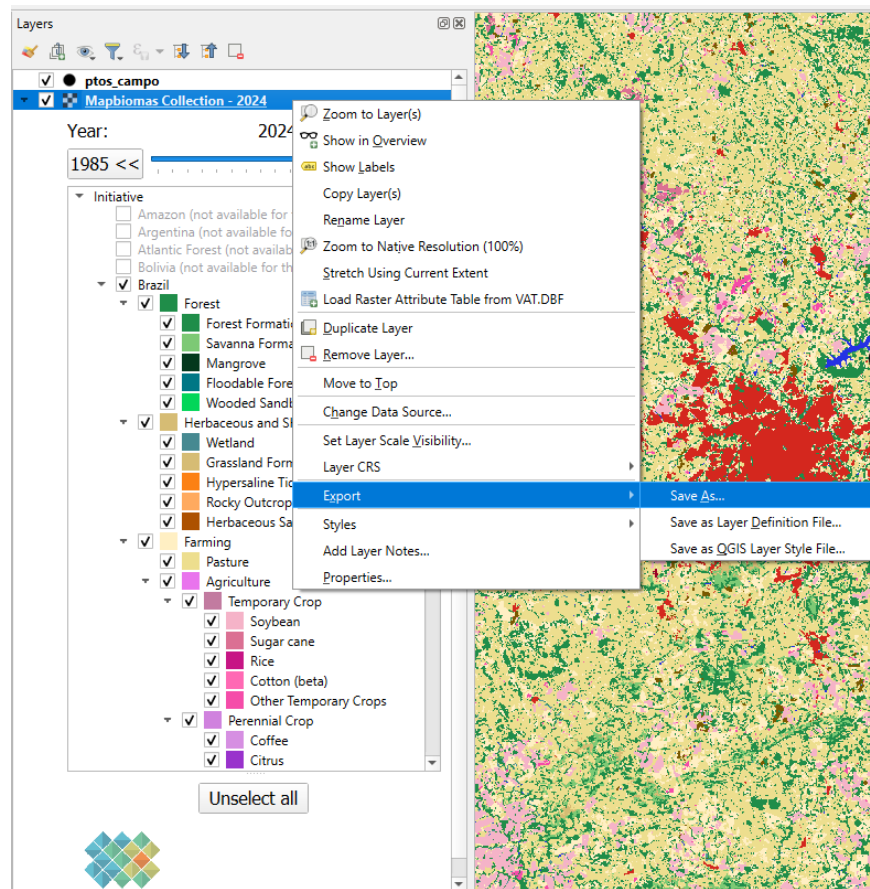 Layers
ptos_campo
Mapbiomas Collection - 2024
Year: 2024
1985 <<
Initiative
Amazon (not available for
Argentina (not available fo
Atlantic Forest (not availab
Bolivia (not available for th
Brazil
Forest
Forest Formati
Savanna Forma
Mangrove
Floodable Fore
Wooded Sandb
Herbaceous and Sh
Wetland
Grassland Form
Hypersaline Tid
Rocky Outcrop
Herbaceous Sa
Farming
Pasture
Agriculture
Temporary Crop
Soybean
Sugar cane
Rice
Cotton (beta)
Other Temporary Crops
Perennial Crop
Coffee
Citrus
Unselect all
Zoom to Layer(s)
Show in Overview
abc Show Labels
Copy Layer(s)
Rename Layer
1:1 Zoom to Native Resolution (100%)
Stretch Using Current Extent
Load Raster Attribute Table from VAT.DBF
Duplicate Layer
Remove Layer...
Move to Top
Change Data Source...
Set Layer Scale Visibility...
Layer CRS
Export
Styles
Add Layer Notes...
Properties...
Save As...
Save as Layer Definition File...
Save as QGIS Layer Style File...